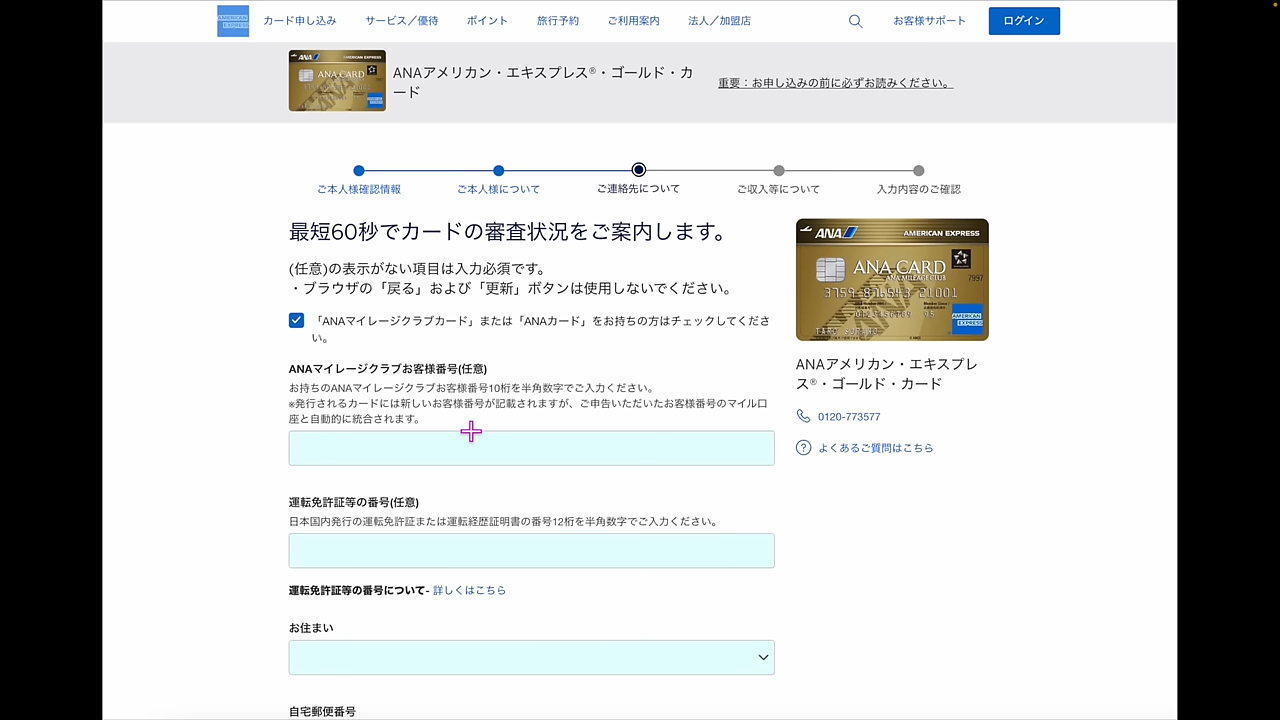 AMERICAN EXPRESS
カード申し込み
サービス／優待
ポイント
旅行予約
ご利用案内
法人／加盟店
お客様サポート
ログイン
ANA
AMERICAN EXPRESS
ANA CARD
ANAアメリカン・エキスプレス®・ゴールド・カ
ード
重要：お申し込みの前に必ずお読みください。
ご本人様確認情報
ご本人様について
ご連絡先について
ご収入等について
入力内容のご確認
最短60秒でカードの審査状況をご案内します。
(任意)の表示がない項目は入力必須です。
・ブラウザの「戻る」および「更新」ボタンは使用しないでください。
「ANAマイレージクラブカード」または「ANAカード」をお持ちの方はチェックしてくださ
い。
ANAマイレージクラブお客様番号(任意)
お持ちのANAマイレージクラブお客様番号10桁を半角数字でご入力ください。
※発行されるカードには新しいお客様番号が記載されますが、ご申告いただいたお客様番号のマイル口
座と自動的に統合されます。
運転免許証等の番号(任意)
日本国内発行の運転免許証または運転経歴証明書の番号12桁を半角数字でご入力ください。
運転免許証等の番号について- 詳しくはこちら
お住まい
自宅郵便番号
ANA
AMERICAN EXPRESS
ANA CARD
ANA MILEAGE CLUB
7997
3759 876543 21001
AMERICAN
EXPRESS
ANAアメリカン・エキスプレ
ス®・ゴールド・カード
0120-773577
よくあるご質問はこちら